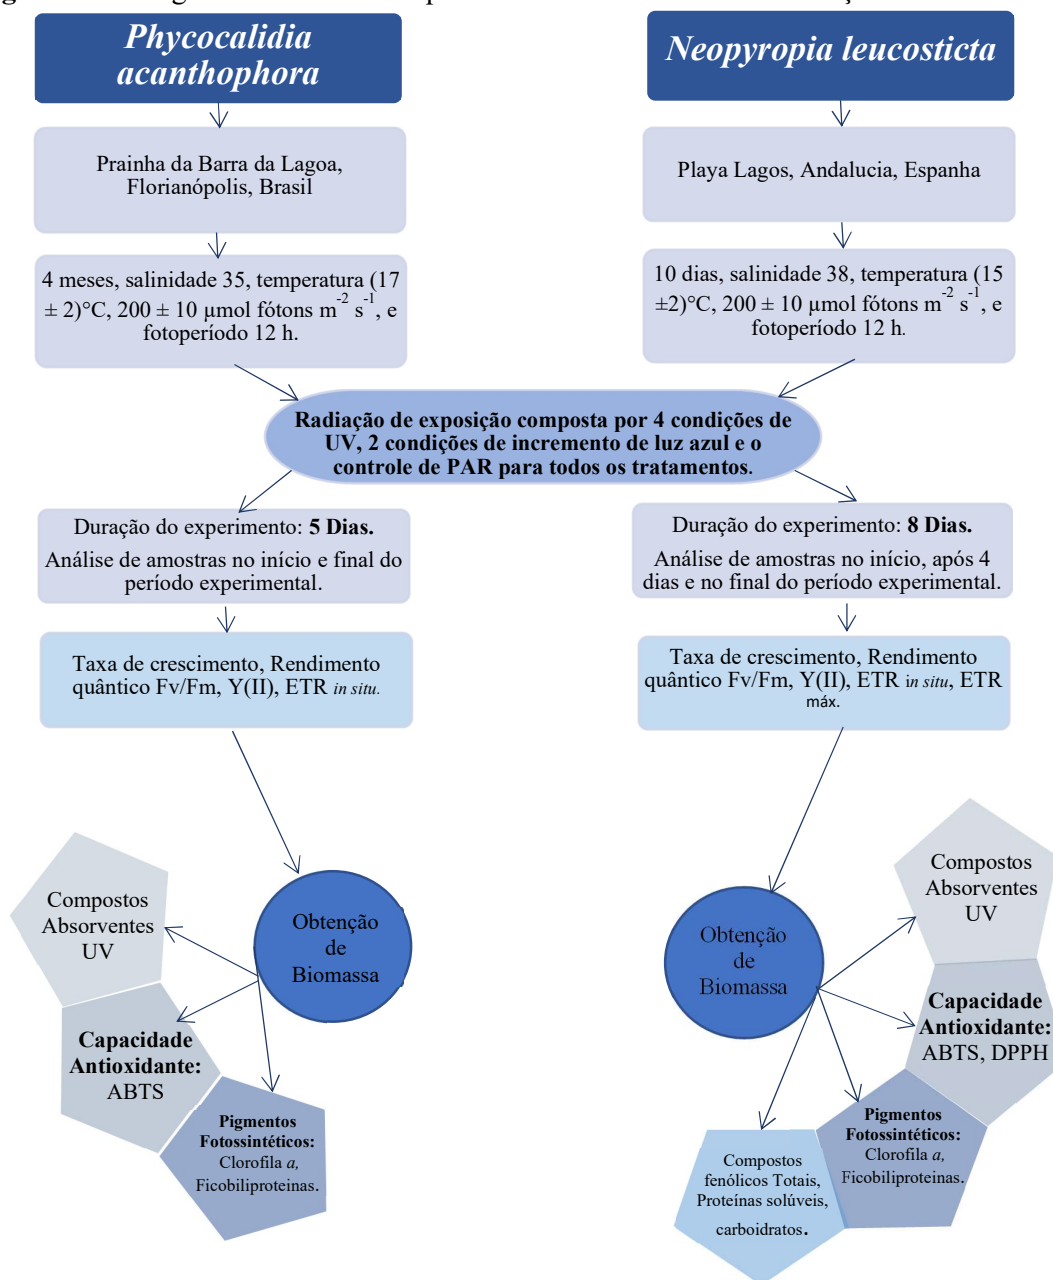 Phycocalidia
acanthophora
Prainha da Barra da Lagoa,
Florianópolis, Brasil
4 meses, salinidade 35, temperatura (17
± 2)°C, 200 ± 10 µmol fótons m-2 s-1, e
fotoperíodo 12 h.
Neopyropia leucosticta
Playa Lagos, Andalucia, Espanha
10 dias, salinidade 38, temperatura (15
±2)°C, 200 ± 10 µmol fótons m-2 s-1, e
fotoperíodo 12 h.
Radiação de exposição composta por 4 condições de
UV, 2 condições de incremento de luz azul e o
controle de PAR para todos os tratamentos.
Duração do experimento: 5 Dias.
Análise de amostras no início e final do
período experimental.
Taxa de crescimento, Rendimento
quântico Fv/Fm, Y(II), ETR in situ.
Obtenção
de
Biomassa
Compostos
Absorventes
UV
Capacidade
Antioxidante:
ABTS
Pigmentos
Fotossintéticos:
Clorofila a,
Ficobiliproteinas.
Duração do experimento: 8 Dias.
Análise de amostras no início, após 4
dias e no final do período experimental.
Taxa de crescimento, Rendimento
quântico Fv/Fm, Y(II), ETR in situ, ETR
máx.
Obtenção
de
Biomassa
Compostos
Absorventes
UV
Capacidade
Antioxidante:
ABTS, DPPH
Pigmentos
Fotossintéticos:
Clorofila a,
Ficobiliproteinas.
Compostos
fenólicos Totais,
Proteínas solúveis,
carboidratos.